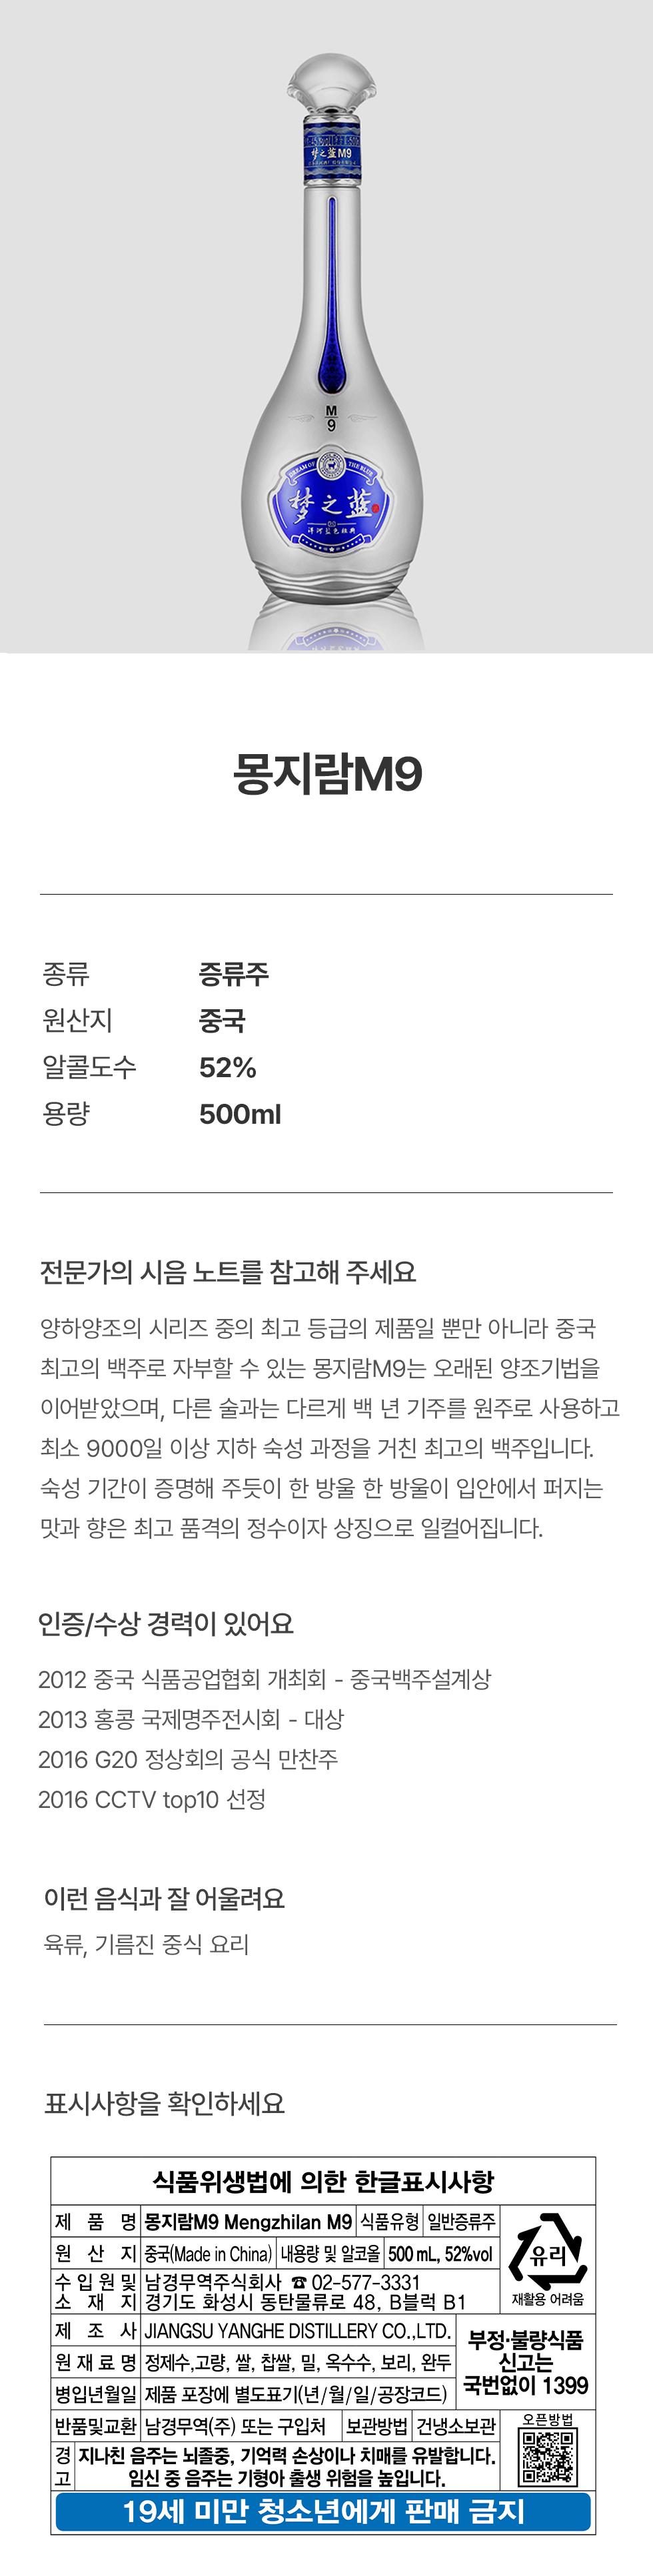 梦之蓝M9
M
9
DREAM OF THE BLUE
梦之蓝
洋河蓝色经典
몽지람M9
종류 증류주
원산지 중국
알콜도수 52%
용량 500ml
전문가의 시음 노트를 참고해 주세요
양하양조의 시리즈 중의 최고 등급의 제품일 뿐만 아니라 중국
최고의 백주로 자부할 수 있는 몽지람M9는 오래된 양조기법을
이어받았으며, 다른 술과는 다르게 백 년 기주를 원주로 사용하고
최소 9000일 이상 지하 숙성 과정을 거친 최고의 백주입니다.
숙성 기간이 증명해 주듯이 한 방울 한 방울이 입안에서 퍼지는
맛과 향은 최고 품격의 정수이자 상징으로 일컬어집니다.
인증/수상 경력이 있어요
2012 중국 식품공업협회 개최회 - 중국백주설계상
2013 홍콩 국제명주전시회 - 대상
2016 G20 정상회의 공식 만찬주
2016 CCTV top10 선정
이런 음식과 잘 어울려요
육류, 기름진 중식 요리
표시사항을 확인하세요
식품위생법에 의한 한글표시사항
제 품 명 몽지람M9 Mengzhilan M9 식품유형 일반증류주
원 산 지 중국(Made in China) 내용량 및 알코올 500 mL, 52%vol
유리
재활용 어려움
수 입 원 및 남경무역주식회사 ☎ 02-577-3331
소 재 지 경기도 화성시 동탄물류로 48, B블럭 B1
제 조 사 JIANGSU YANGHE DISTILLERY CO.,LTD.
원 재 료 명 정제수,고량, 쌀, 찹쌀, 밀, 옥수수, 보리, 완두
병입년월일 제품 포장에 별도표기(년/월/일/공장코드)
부정·불량식품
신고는
국번없이 1399
반품및교환 남경무역(주) 또는 구입처 보관방법 건냉소보관
오픈방법
경고 지나친 음주는 뇌졸중, 기억력 손상이나 치매를 유발합니다.
임신 중 음주는 기형아 출생 위험을 높입니다.
19세 미만 청소년에게 판매 금지